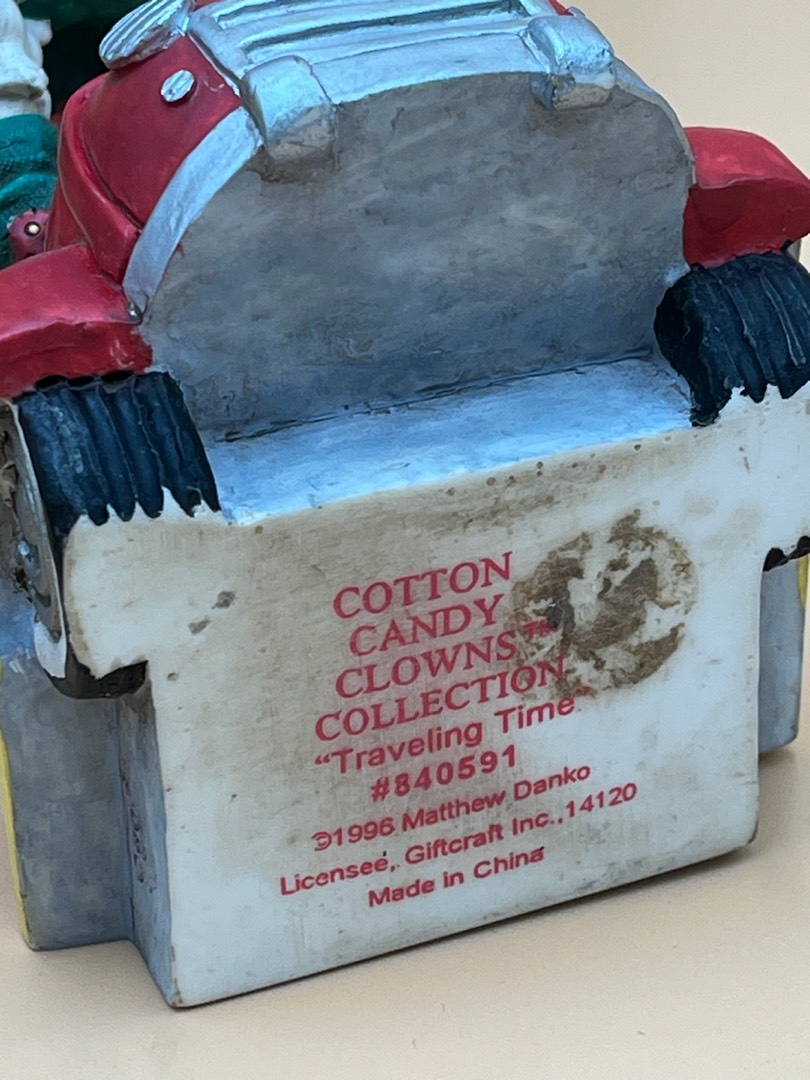 COTTON
CANDY
CLOWNS™
COLLECTION
“Traveling Time”
#840591
©1996 Matthew Danko
Licensee, Giftcraft Inc., 14120
Made in China